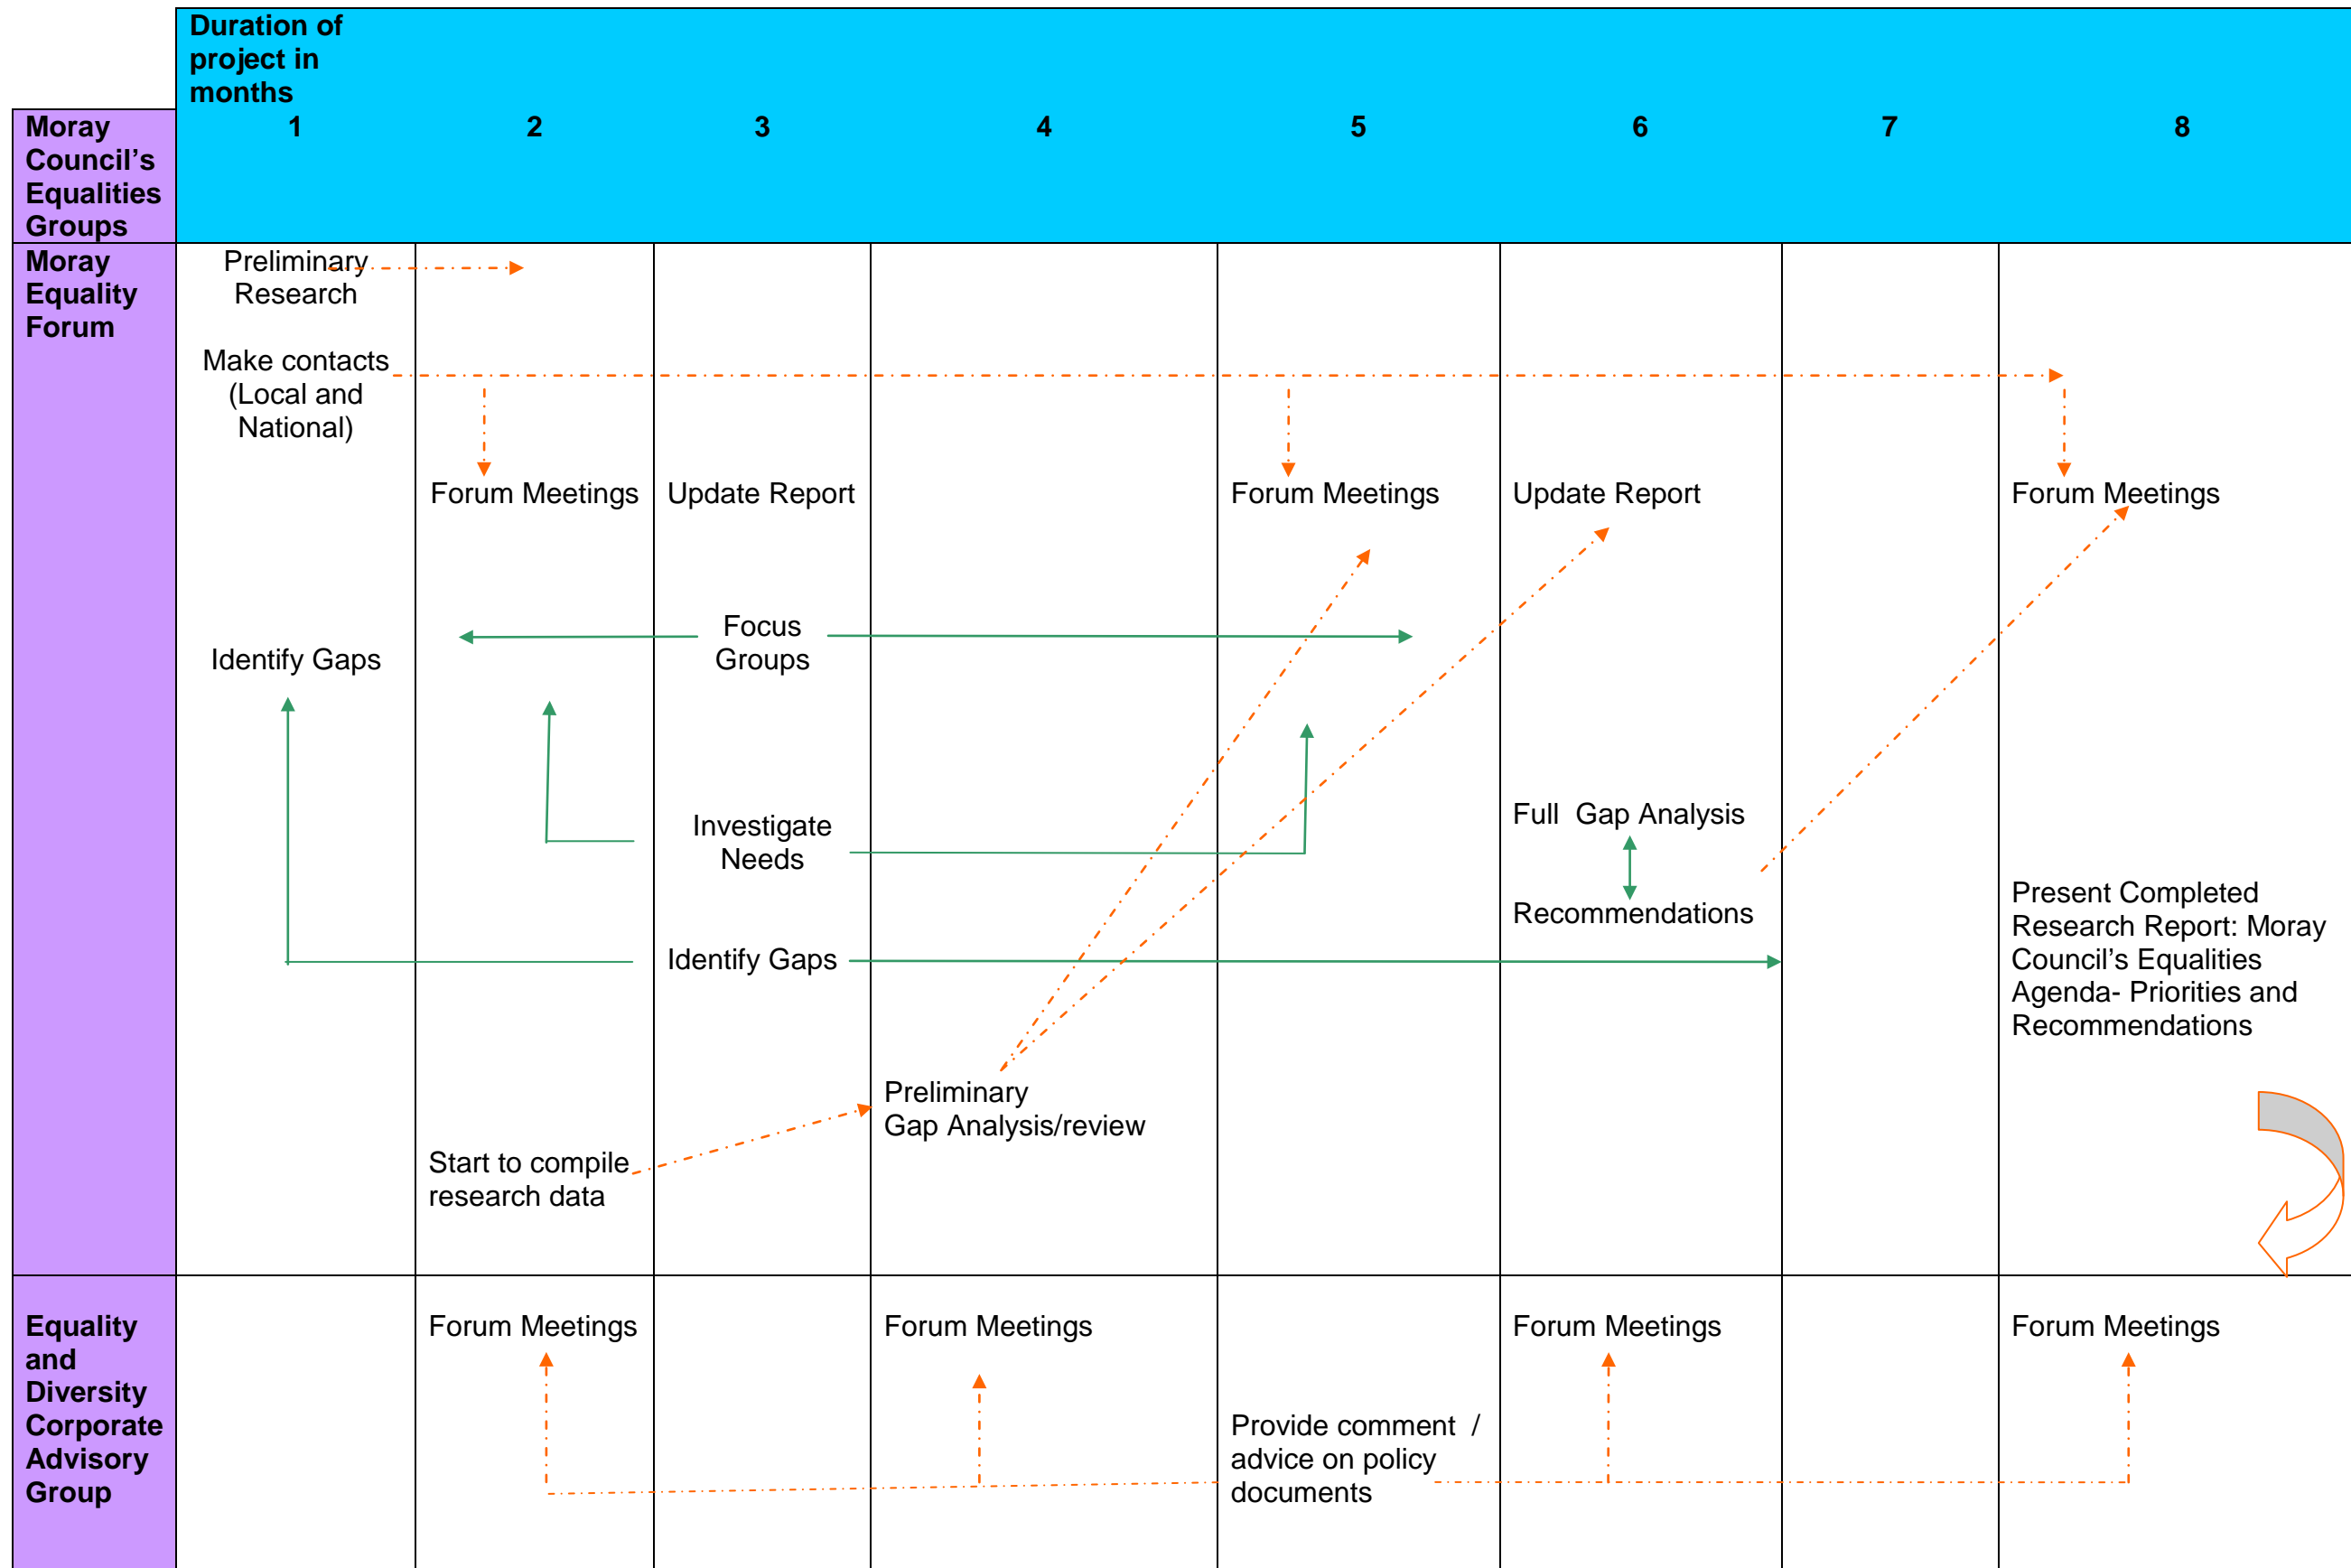 Duration of
project in
months
1 2 3 4 5 6 7 8
Moray
Council’s
Equalities
Groups
Moray
Equality
Forum
Preliminary
Research
Make contacts
(Local and
National)
Forum Meetings
Update Report
Forum Meetings
Update Report
Forum Meetings
Identify Gaps
Focus
Groups
Investigate
Needs
Identify Gaps
Full  Gap Analysis
Recommendations
Present Completed
Research Report: Moray
Council’s Equalities
Agenda- Priorities and
Recommendations
Preliminary
Gap Analysis/review
Start to compile
research data
Equality
and
Diversity
Corporate
Advisory
Group
Forum Meetings
Forum Meetings
Forum Meetings
Forum Meetings
Provide comment  /
advice on policy
documents